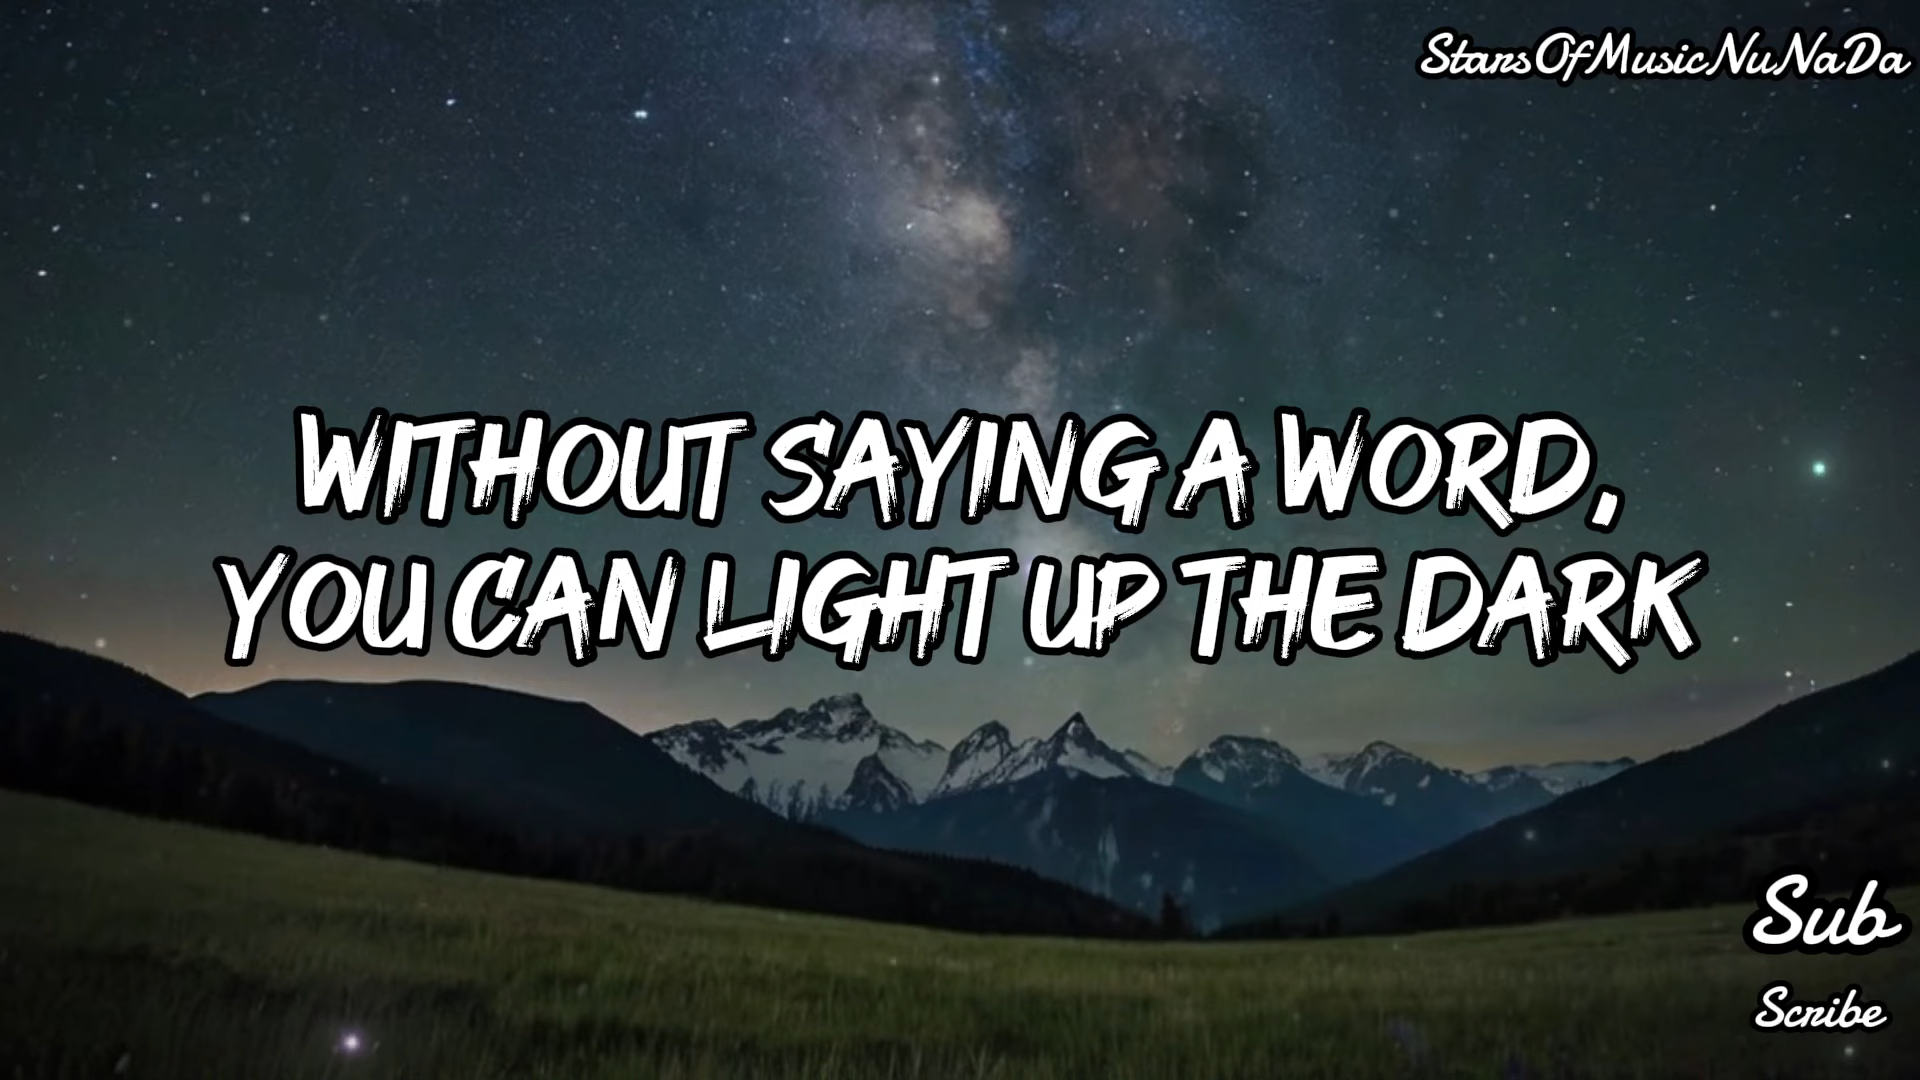 StarsOfMusicNuNaDa
WITHOUT SAYING A WORD,
YOU CAN LIGHT UP THE DARK
Sub
Scribe